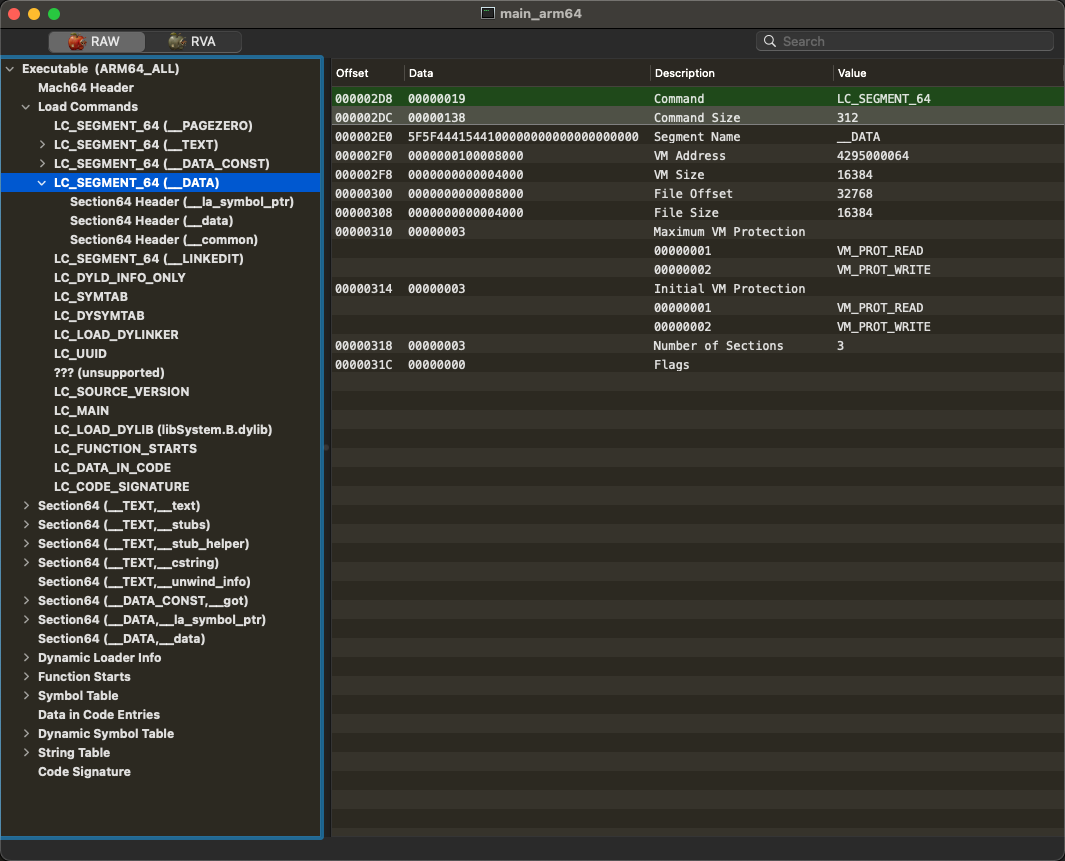 main_arm64
RAW RVA
Search
Executable (ARM64_ALL)
Mach64 Header
Load Commands
LC_SEGMENT_64 (__PAGEZERO)
LC_SEGMENT_64 (__TEXT)
LC_SEGMENT_64 (__DATA_CONST)
LC_SEGMENT_64 (__DATA)
Section64 Header (__la_symbol_ptr)
Section64 Header (__data)
Section64 Header (__common)
LC_SEGMENT_64 (__LINKEDIT)
LC_DYLD_INFO_ONLY
LC_SYMTAB
LC_DYSYMTAB
LC_LOAD_DYLINKER
LC_UUID
??? (unsupported)
LC_SOURCE_VERSION
LC_MAIN
LC_LOAD_DYLIB (libSystem.B.dylib)
LC_FUNCTION_STARTS
LC_DATA_IN_CODE
LC_CODE_SIGNATURE
Section64 (__TEXT,__text)
Section64 (__TEXT,__stubs)
Section64 (__TEXT,__stub_helper)
Section64 (__TEXT,__cstring)
Section64 (__TEXT,__unwind_info)
Section64 (__DATA_CONST,__got)
Section64 (__DATA,__la_symbol_ptr)
Section64 (__DATA,__data)
Dynamic Loader Info
Function Starts
Symbol Table
Data in Code Entries
Dynamic Symbol Table
String Table
Code Signature
Offset Data Description Value
000002D8 00000019 Command LC_SEGMENT_64
000002DC 00000138 Command Size 312
000002E0 5F5F4441544100000000000000000000 Segment Name __DATA
000002F0 0000000100008000 VM Address 4295000064
000002F8 0000000000004000 VM Size 16384
00000300 0000000000008000 File Offset 32768
00000308 0000000000004000 File Size 16384
00000310 00000003 Maximum VM Protection
00000001 VM_PROT_READ
00000002 VM_PROT_WRITE
00000314 00000003 Initial VM Protection
00000001 VM_PROT_READ
00000002 VM_PROT_WRITE
00000318 00000003 Number of Sections 3
0000031C 00000000 Flags